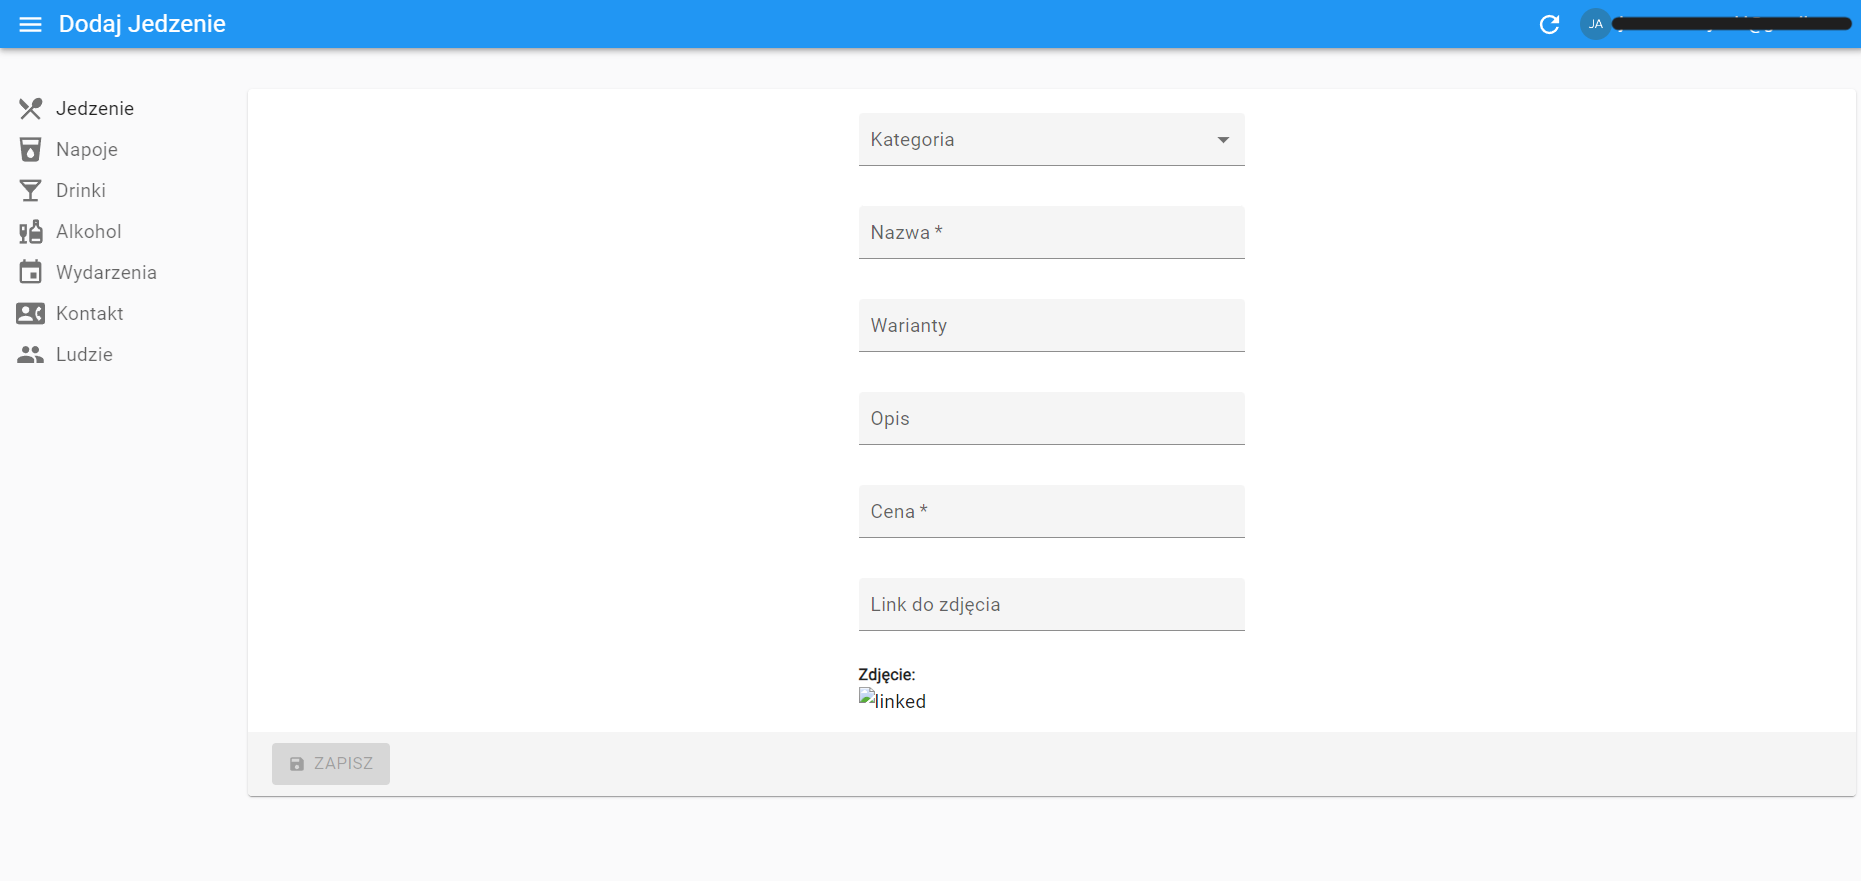 Dodaj Jedzenie
JA
Jedzenie
Napoje
Drinki
Alkohol
Wydarzenia
Kontakt
Ludzie
Kategoria
Nazwa *
Warianty
Opis
Cena *
Link do zdjęcia
Zdjęcie:
linked
ZAPISZ